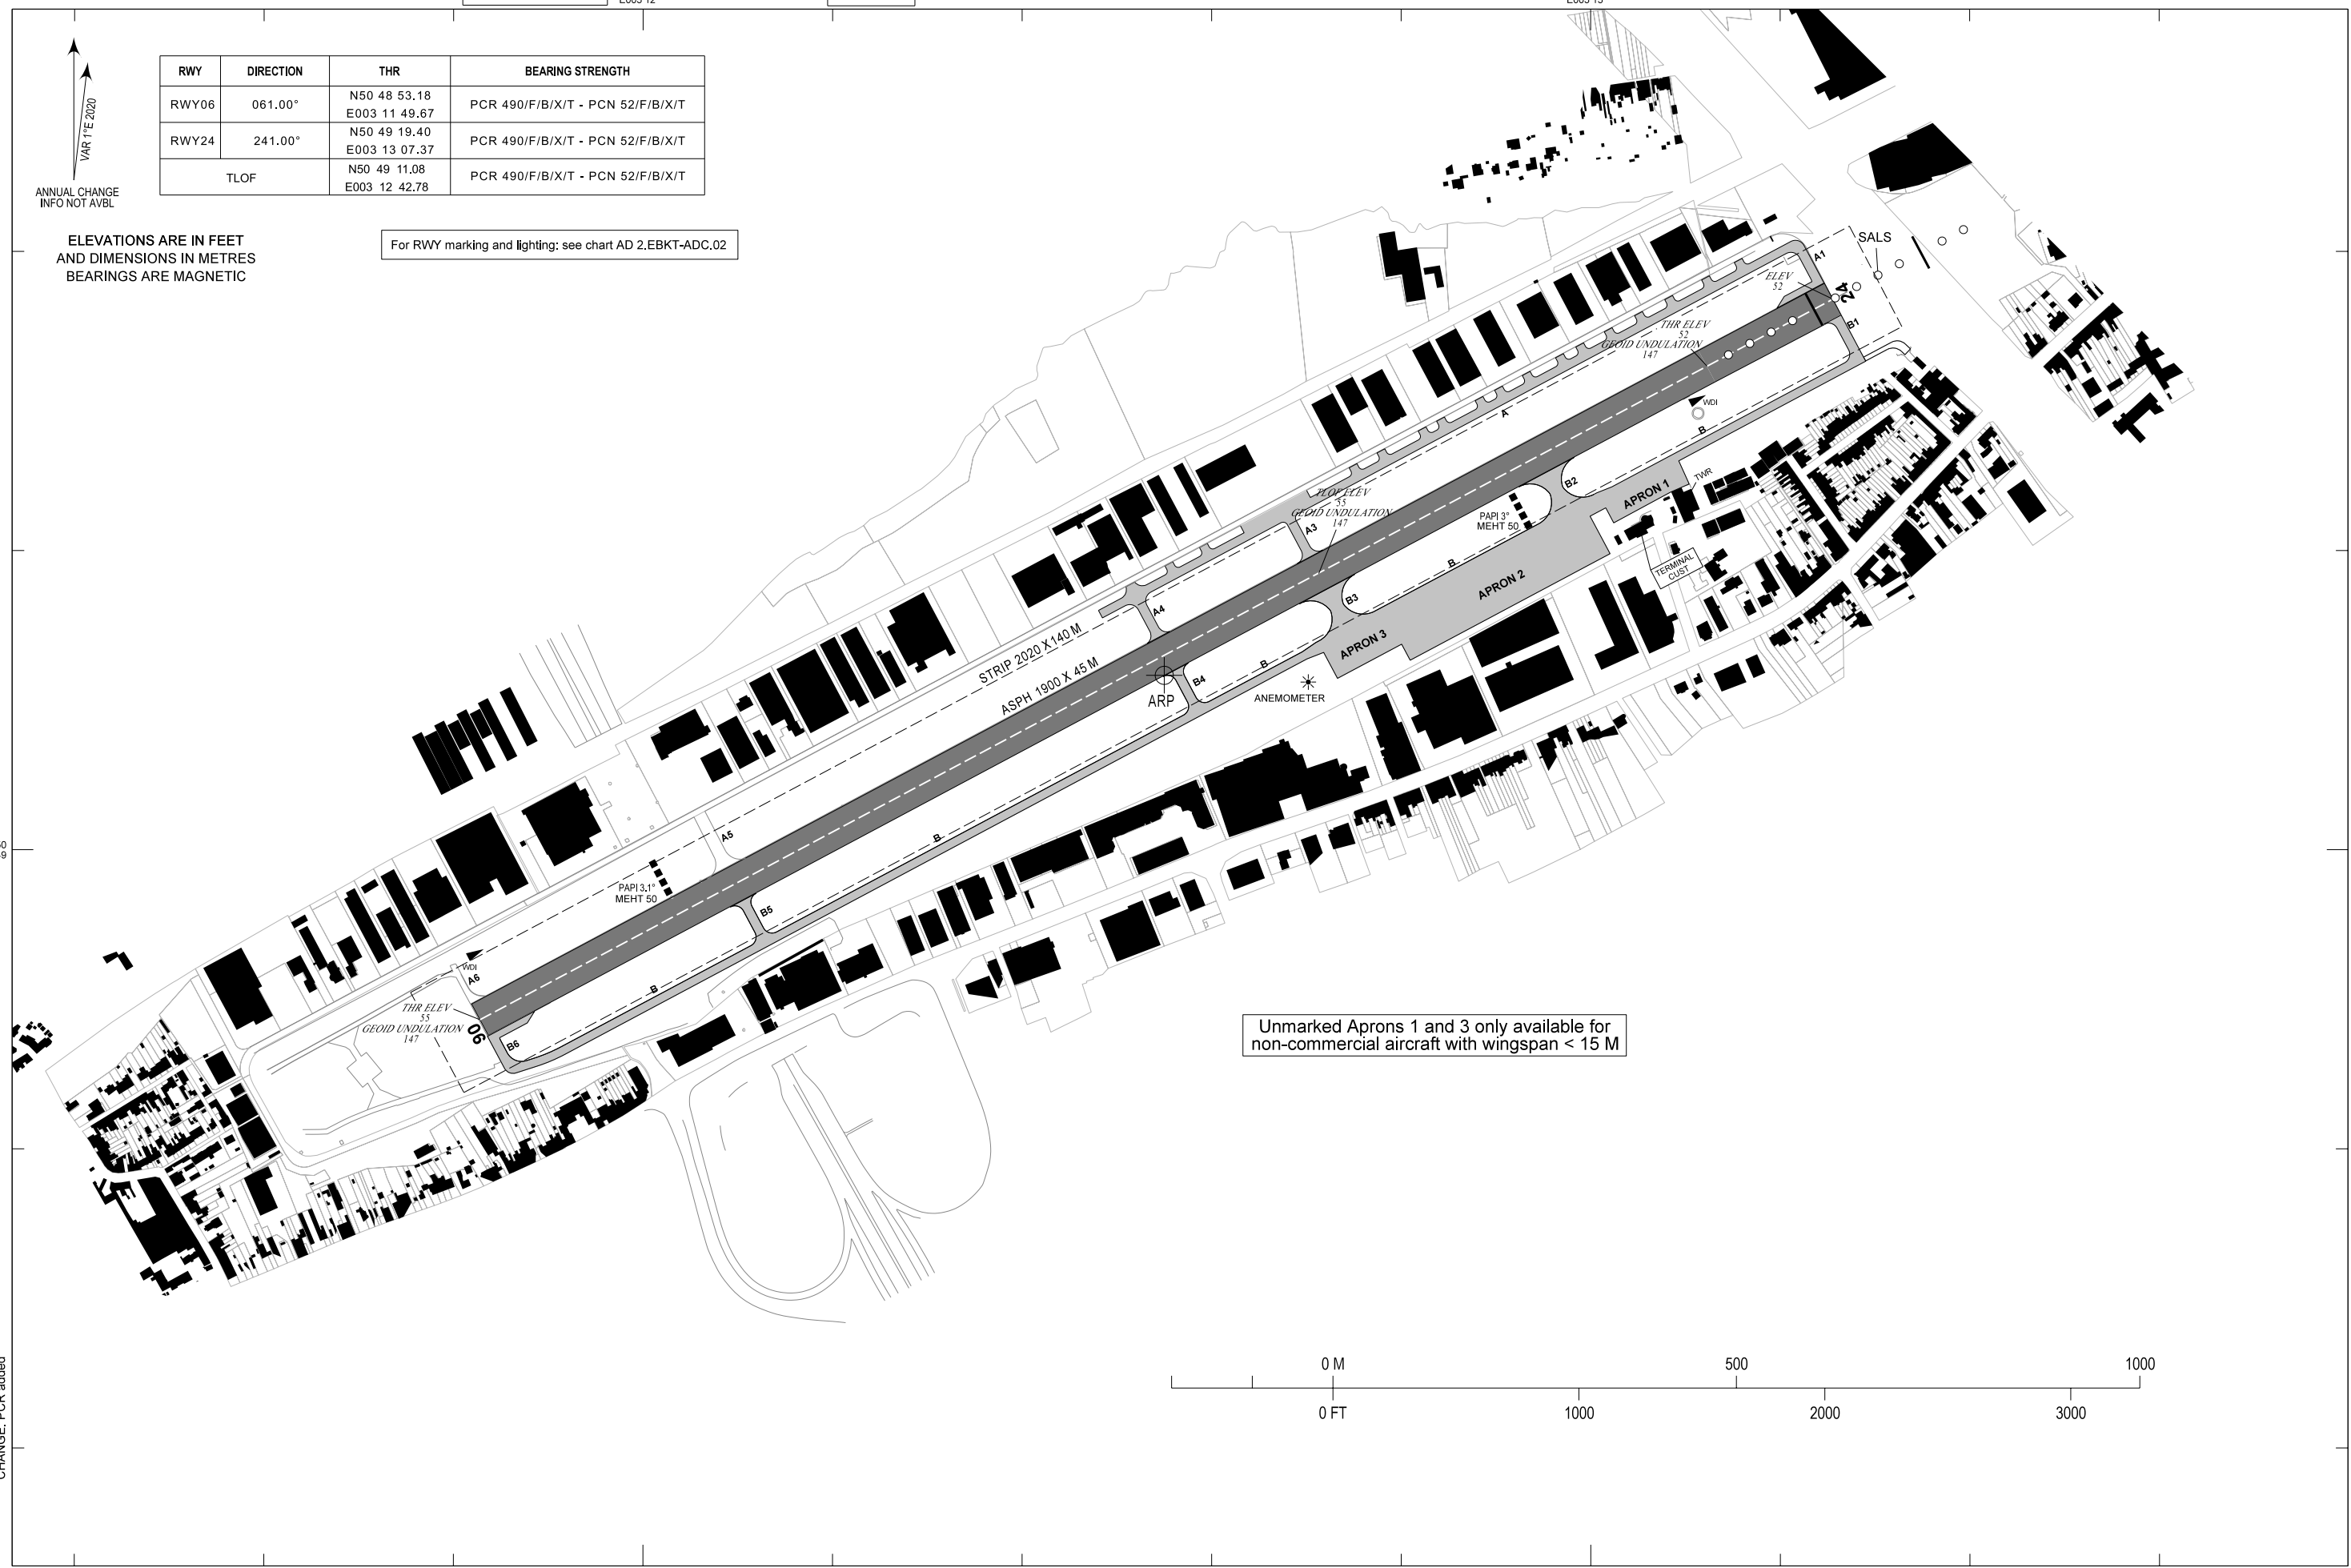 E003 12
E003 13
VAR 1°E 2020
ANNUAL CHANGE
INFO NOT AVBL
RWY DIRECTION THR BEARING STRENGTH
RWY06 061.00° N50 48 53.18 E003 11 49.67 PCR 490/F/B/X/T - PCN 52/F/B/X/T
RWY24 241.00° N50 49 19.40 E003 13 07.37 PCR 490/F/B/X/T - PCN 52/F/B/X/T
TLOF N50 49 11.08 E003 12 42.78 PCR 490/F/B/X/T - PCN 52/F/B/X/T
ELEVATIONS ARE IN FEET
AND DIMENSIONS IN METRES
BEARINGS ARE MAGNETIC
For RWY marking and lighting: see chart AD 2.EBKT-ADC.02
SALS
A1
ELEV
52
24
B1
THR ELEV
52
GEOID UNDULATION
147
WDI
A
B
TWR
B2
APRON 1
TLOF ELEV
55
GEOID UNDULATION
147
A3
PAPI 3°
MEHT 50
TERMINAL
CUST
B
APRON 2
B3
A4
APRON 3
STRIP 2020 X 140 M
ASPH 1900 X 45 M
B
B4
ARP
ANEMOMETER
A5
B
PAPI 3.1°
MEHT 50
B5
WDI
A6
B
THR ELEV
55
GEOID UNDULATION
147
06
B6
Unmarked Aprons 1 and 3 only available for
non-commercial aircraft with wingspan < 15 M
0 M 500 1000
0 FT 1000 2000 3000
CHANGE: PCR added